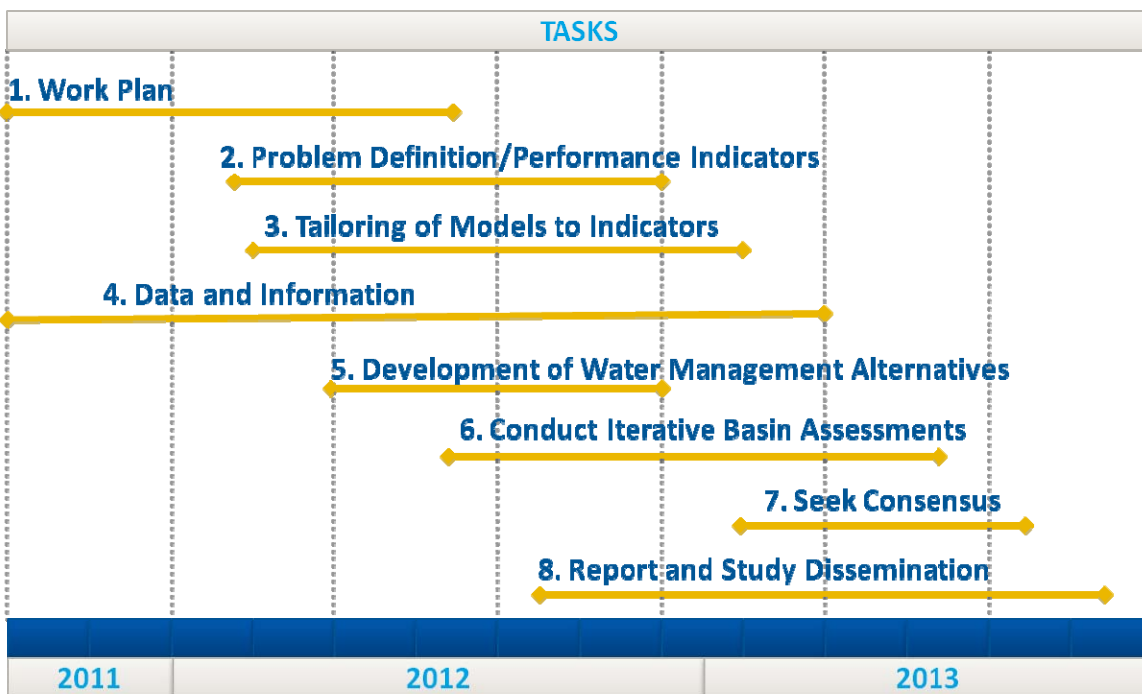 TASKS
1. Work Plan
2. Problem Definition/Performance Indicators
3. Tailoring of Models to Indicators
4. Data and Information
5. Development of Water Management Alternatives
6. Conduct Iterative Basin Assessments
7. Seek Consensus
8. Report and Study Dissemination
2011 2012 2013